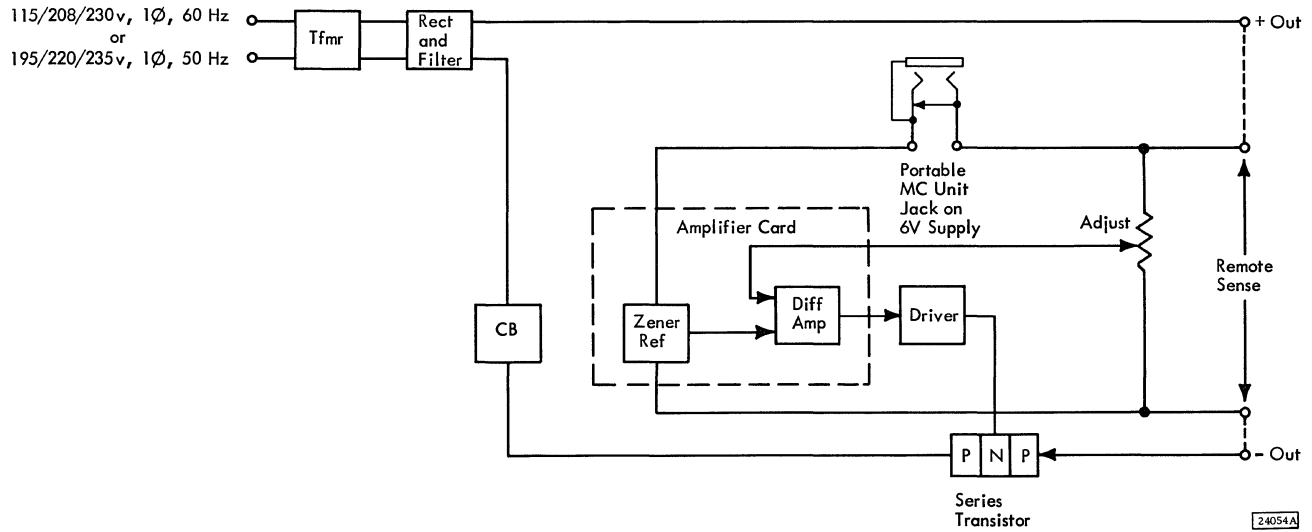 115/208/230v, 1Ø, 60 Hz
or
195/220/235v, 1Ø, 50 Hz
Tfmr
Rect
and
Filter
+ Out
Portable
MC Unit
Jack on
6V Supply
Amplifier Card
Adjust
Remote
Sense
CB
Zener
Ref
Diff
Amp
Driver
P N P
- Out
Series
Transistor
24054A